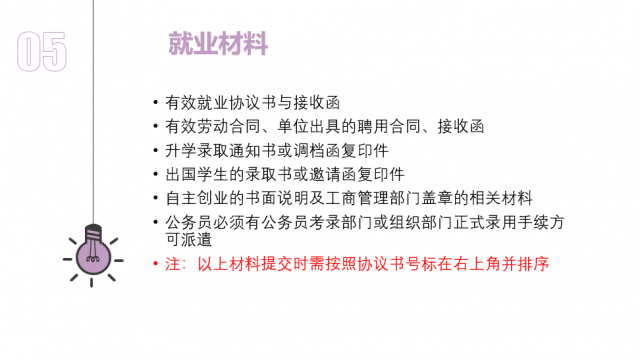 05
就业材料
• 有效就业协议书与接收函
• 有效劳动合同、单位出具的聘用合同、接收函
• 升学录取通知书或调档函复印件
• 出国学生的录取书或邀请函复印件
• 自主创业的书面说明及工商管理部门盖章的相关材料
• 公务员必须有公务员考录部门或组织部门正式录用手续方
可派遣
• 注：以上材料提交时需按照协议书号标在右上角并排序